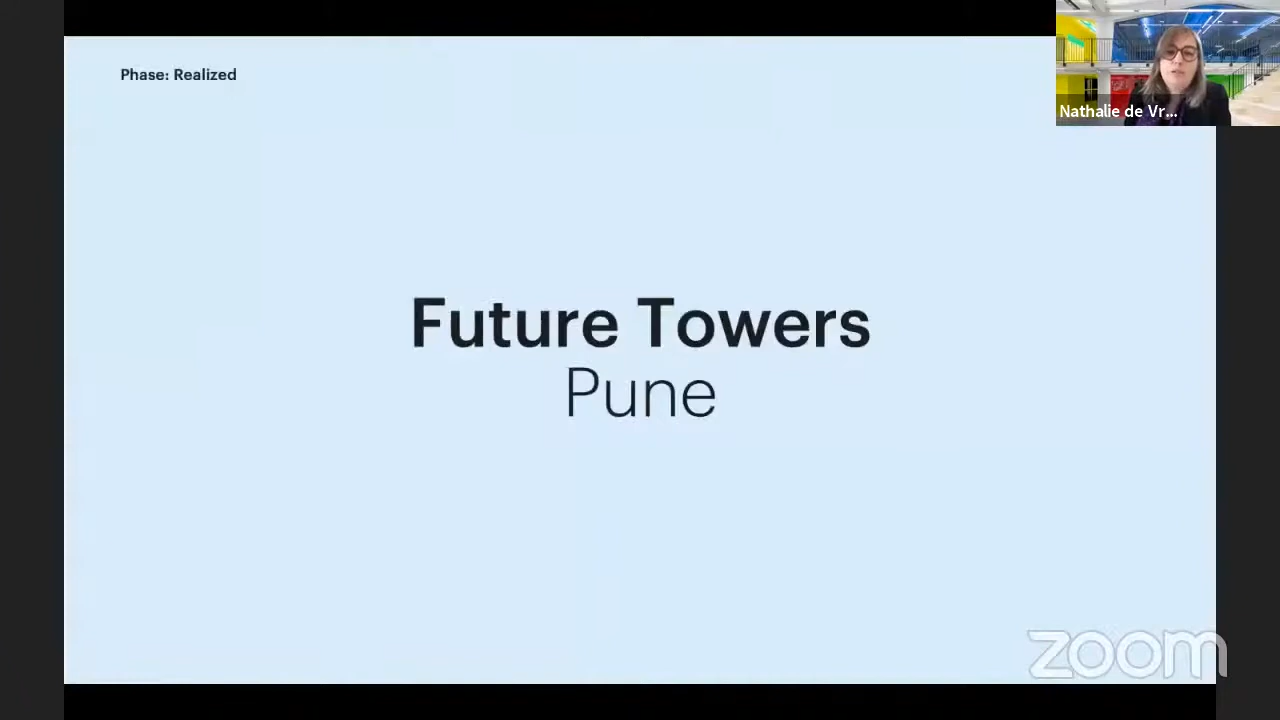 Phase: Realized
Nathalie de Vr...
Future Towers
Pune
zoom